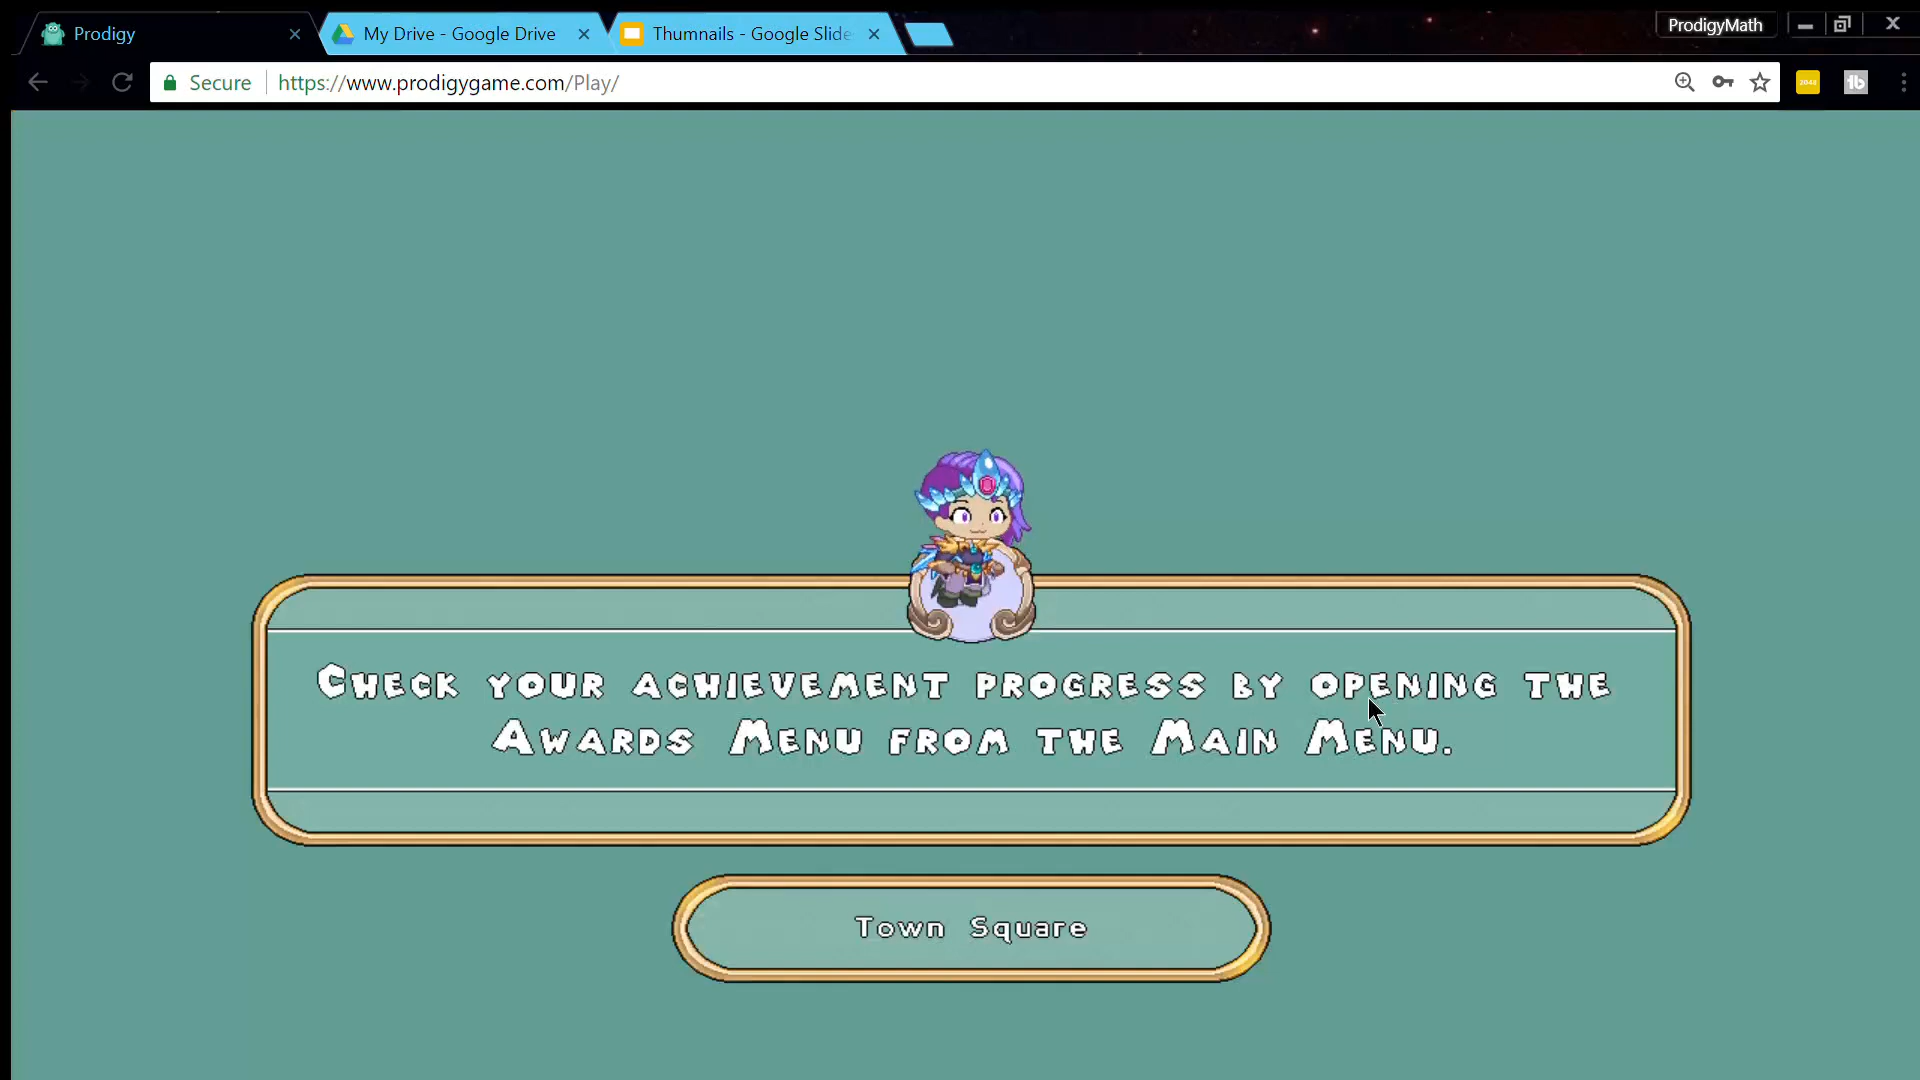 Prodigy
My Drive - Google Drive
Thumnails - Google Slide
ProdigyMath
Secure
https://www.prodigygame.com/Play/
2048
Check your achievement progress by opening the
Awards Menu from the Main Menu.
Town Square